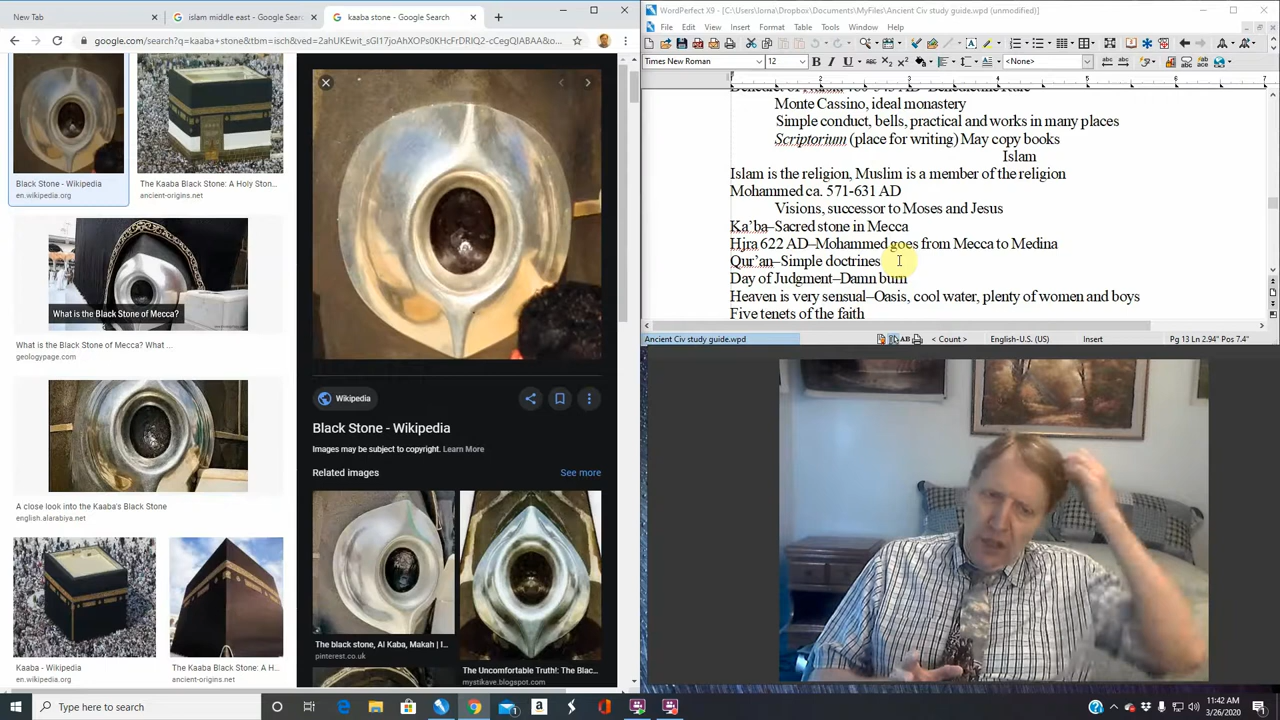 New Tab
islam middle east - Google Searc
kaaba stone - Google Search
google.com/search?q=kaaba+stone&tbm=isch&ved=2ahUKEwit_sGI17joAhXOPs0KHcFrDRIQ2-cCegQIABAA&o
Black Stone - Wikipedia
en.wikipedia.org
The Kaaba Black Stone: A Holy Ston...
ancient-origins.net
What is the Black Stone of Mecca?
What is the Black Stone of Mecca? What ...
geologypage.com
A close look into the Kaaba's Black Stone
english.alarabiya.net
Kaaba - Wikipedia
en.wikipedia.org
The Kaaba Black Stone: A H...
ancient-origins.net
Wikipedia
Black Stone - Wikipedia
Images may be subject to copyright. Learn More
Related images
See more
The black stone, Al Kaba, Makah | I...
pinterest.co.uk
The Uncomfortable Truth!: The Blac...
mystikave.blogspot.com
WordPerfect X9 - [C:\Users\lorna\Dropbox\Documents\MyFiles\Ancient Civ study guide.wpd (unmodified)]
File Edit View Insert Format Table Tools Window Help
Times New Roman
12
<None>
Monte Cassino, ideal monastery
Simple conduct, bells, practical and works in many places
Scriptorium (place for writing) May copy books
Islam
Islam is the religion, Muslim is a member of the religion
Mohammed ca. 571-631 AD
Visions, successor to Moses and Jesus
Ka'ba–Sacred stone in Mecca
Hjra 622 AD–Mohammed goes from Mecca to Medina
Qur'an–Simple doctrines
Day of Judgment–Damn burn
Heaven is very sensual–Oasis, cool water, plenty of women and boys
Five tenets of the faith
Ancient Civ study guide.wpd
AB
< Count >
English-U.S. (US)
Insert
Pg 13 Ln 2.94" Pos 7.4"
Type here to search
11:42 AM
3/26/2020